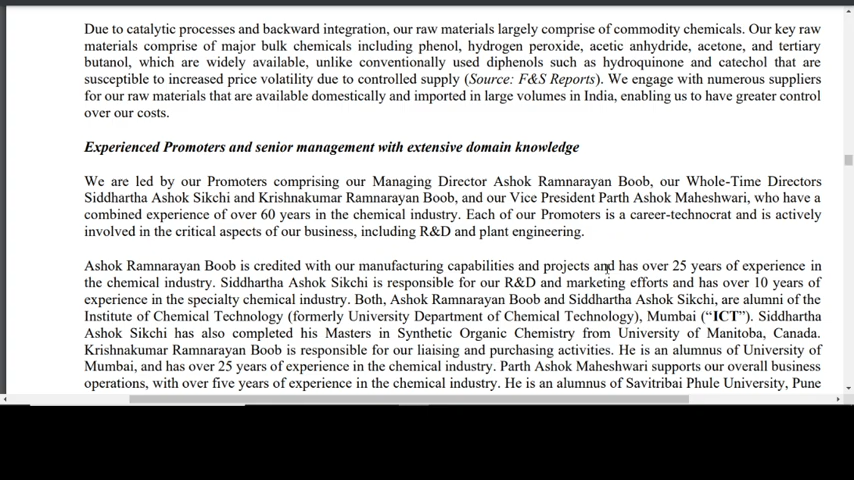 Due to catalytic processes and backward integration, our raw materials largely comprise of commodity chemicals. Our key raw
materials comprise of major bulk chemicals including phenol, hydrogen peroxide, acetic anhydride, acetone, and tertiary
butanol, which are widely available, unlike conventionally used diphenols such as hydroquinone and catechol that are
susceptible to increased price volatility due to controlled supply (Source: F&S Reports). We engage with numerous suppliers
for our raw materials that are available domestically and imported in large volumes in India, enabling us to have greater control
over our costs.
Experienced Promoters and senior management with extensive domain knowledge
We are led by our Promoters comprising our Managing Director Ashok Ramnarayan Boob, our Whole-Time Directors
Siddhartha Ashok Sikchi and Krishnakumar Ramnarayan Boob, and our Vice President Parth Ashok Maheshwari, who have a
combined experience of over 60 years in the chemical industry. Each of our Promoters is a career-technocrat and is actively
involved in the critical aspects of our business, including R&D and plant engineering.
Ashok Ramnarayan Boob is credited with our manufacturing capabilities and projects and has over 25 years of experience in
the chemical industry. Siddhartha Ashok Sikchi is responsible for our R&D and marketing efforts and has over 10 years of
experience in the specialty chemical industry. Both, Ashok Ramnarayan Boob and Siddhartha Ashok Sikchi, are alumni of the
Institute of Chemical Technology (formerly University Department of Chemical Technology), Mumbai (“ICT”). Siddhartha
Ashok Sikchi has also completed his Masters in Synthetic Organic Chemistry from University of Manitoba, Canada.
Krishnakumar Ramnarayan Boob is responsible for our liaising and purchasing activities. He is an alumnus of University of
Mumbai, and has over 25 years of experience in the chemical industry. Parth Ashok Maheshwari supports our overall business
operations, with over five years of experience in the chemical industry. He is an alumnus of Savitribai Phule University, Pune